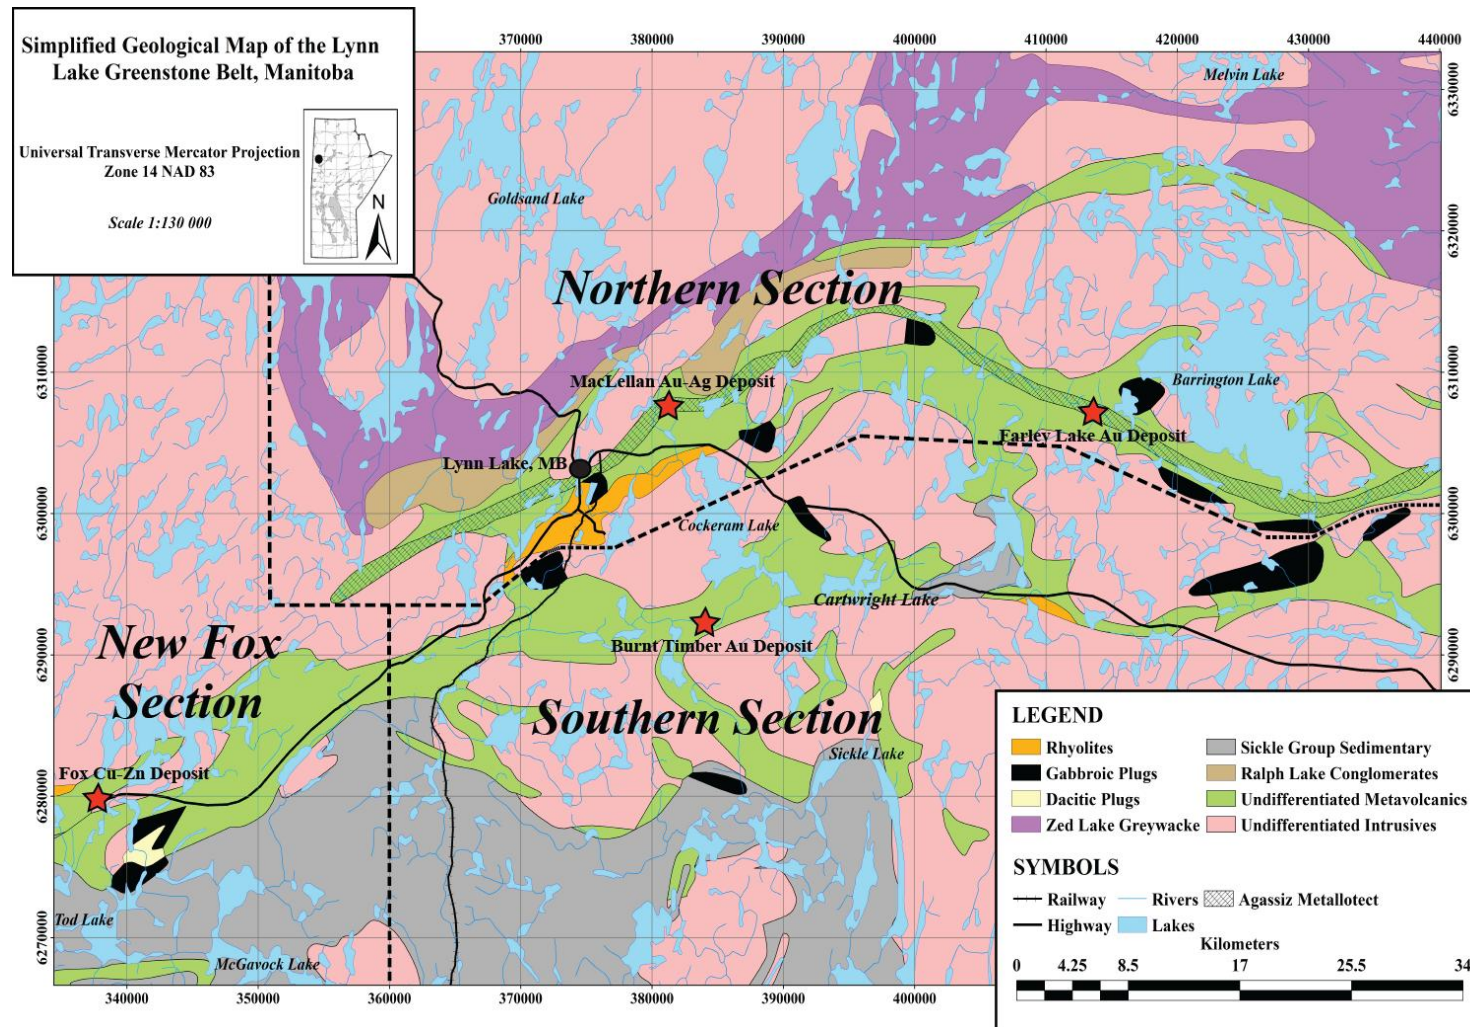 Simplified Geological Map of the Lynn
Lake Greenstone Belt, Manitoba
Universal Transverse Mercator Projection
Zone 14 NAD 83
Scale 1:130 000
N
370000 380000 390000 400000 410000 420000 430000 440000
Melvin Lake
6330000
Goldsand Lake
6320000
Northern Section
6310000
6310000
MacLellan Au-Ag Deposit
Barrington Lake
Farley Lake Au Deposit
Lynn Lake, MB
6300000
6300000
Cockeram Lake
Cartwright Lake
New Fox
Section
Burnt Timber Au Deposit
6290000
6290000
Southern Section
Sickle Lake
Fox Cu-Zn Deposit
6280000
Tod Lake
6270000
McGavock Lake
340000 350000 360000 370000 380000 390000 400000
LEGEND
Rhyolites
Gabbroic Plugs
Dacitic Plugs
Zed Lake Greywacke
Sickle Group Sedimentary
Ralph Lake Conglomerates
Undifferentiated Metavolcanics
Undifferentiated Intrusives
SYMBOLS
Railway
Highway
Rivers
Lakes
Agassiz Metallotect
Kilometers
0 4.25 8.5 17 25.5 34